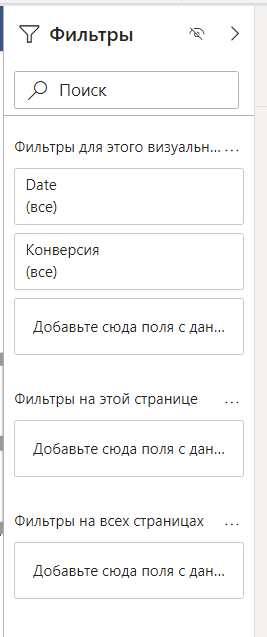 Фильтры
Поиск
Фильтры для этого визуальн... ...
Date
(все)
Конверсия
(все)
Добавьте сюда поля с дан...
Фильтры на этой странице ...
Добавьте сюда поля с дан...
Фильтры на всех страницах ...
Добавьте сюда поля с дан...